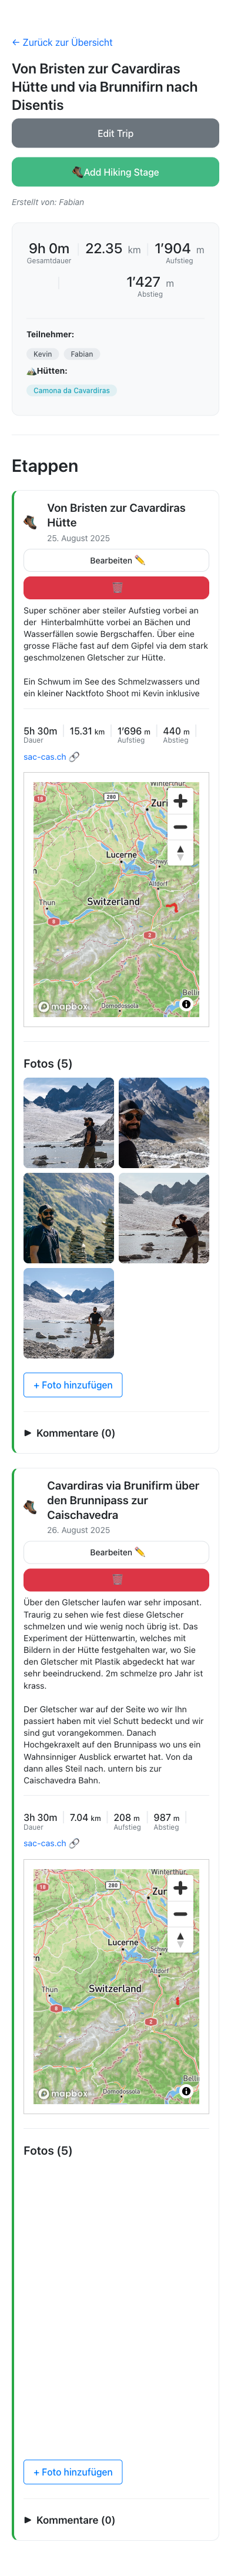 ← Zurück zur Übersicht
Von Bristen zur Cavardiras
Hütte und via Brunnifirn nach
Disentis
Edit Trip
🥾Add Hiking Stage
Erstellt von: Fabian
9h 0m
Gesamtdauer
22.35 km
1’904 m
Aufstieg
1’427 m
Abstieg
Teilnehmer:
Kevin
Fabian
🏔️Hütten:
Camona da Cavardiras
Etappen
Von Bristen zur Cavardiras
Hütte
25. August 2025
Bearbeiten ✏️
Super schöner aber steiler Aufstieg vorbei an
der Hinterbalmhütte vorbei an Bächen und
Wasserfällen sowie Bergschaffen. Über eine
grosse Fläche fast auf dem Gipfel via dem stark
geschmolzenen Gletscher zur Hütte.
Ein Schwum im See des Schmelzwassers und
ein kleiner Nacktfoto Shoot mi Kevin inklusive
5h 30m
Dauer
15.31 km
1’696 m
Aufstieg
440 m
Abstieg
sac-cas.ch 🔗
Winterthur
18
280
Luzern
Lucerne
Schwy
Altdorf
Switzerland
Thun
8
2
Domodossola
mapbox
Fotos (5)
+ Foto hinzufügen
▶ Kommentare (0)
Cavardiras via Brunifirm über
den Brunnipass zur
Caischavedra
26. August 2025
Bearbeiten ✏️
Über den Gletscher laufen war sehr imposant.
Traurig zu sehen wie fest diese Gletscher
schmelzen und wie wenig noch übrig ist. Das
Experiment der Hüttenwartin, welches mit
Bildern in der Hütte festgehalten war, wo Sie
den Gletscher mit Plastik abgedeckt hat war
sehr beeindruckend. 2m schmelze pro Jahr ist
krass.
Der Gletscher war auf der Seite wo wir Ihn
passiert haben mit viel Schutt bedeckt und wir
sind gut vorangekommen. Danach
Hochgekraxelt auf den Brunnipass wo uns ein
Wahnsinniger Ausblick erwartet hat. Von da
dann alles Steil nach. untern bis zur
Caischavedra Bahn.
3h 30m
Dauer
7.04 km
208 m
Aufstieg
987 m
Abstieg
sac-cas.ch 🔗
Winterthur
18
280
Lucerne
Schwy
Altdorf
Switzerland
Thun
8
2
Domodossola
mapbox
Fotos (5)
+ Foto hinzufügen
▶ Kommentare (0)